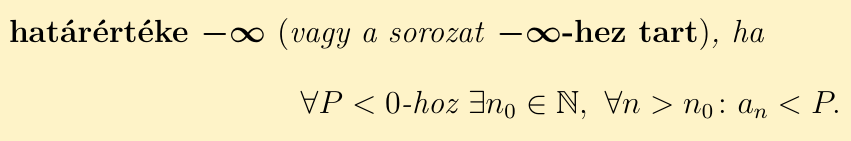 határértéke −∞ (vagy a sorozat −∞-hez tart), ha
∀P < 0-hoz ∃n₀ ∈ ℕ, ∀n > n₀: aₙ < P.